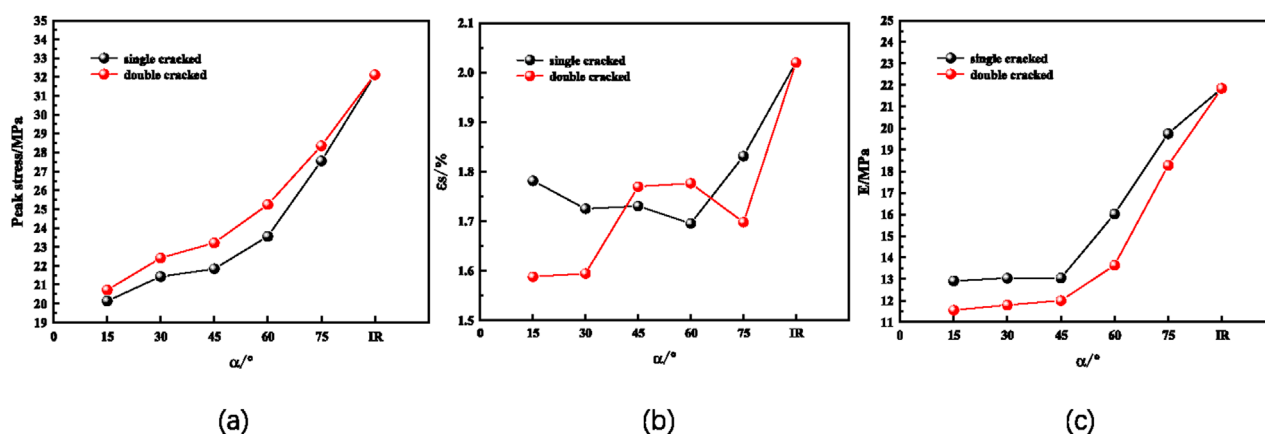 35
34
33
32
31
30
29
28
27
26
25
24
23
22
21
20
19
Peak stress/MPa
single cracked
double cracked
0 15 30 45 60 75 IR
α/°
(a)
2.1
2.0
1.9
1.8
1.7
1.6
1.5
εs/%
single cracked
double cracked
0 15 30 45 60 75 IR
α/°
(b)
25
24
23
22
21
20
19
18
17
16
15
14
13
12
11
E/MPa
single cracked
double cracked
0 15 30 45 60 75 IR
α/°
(c)